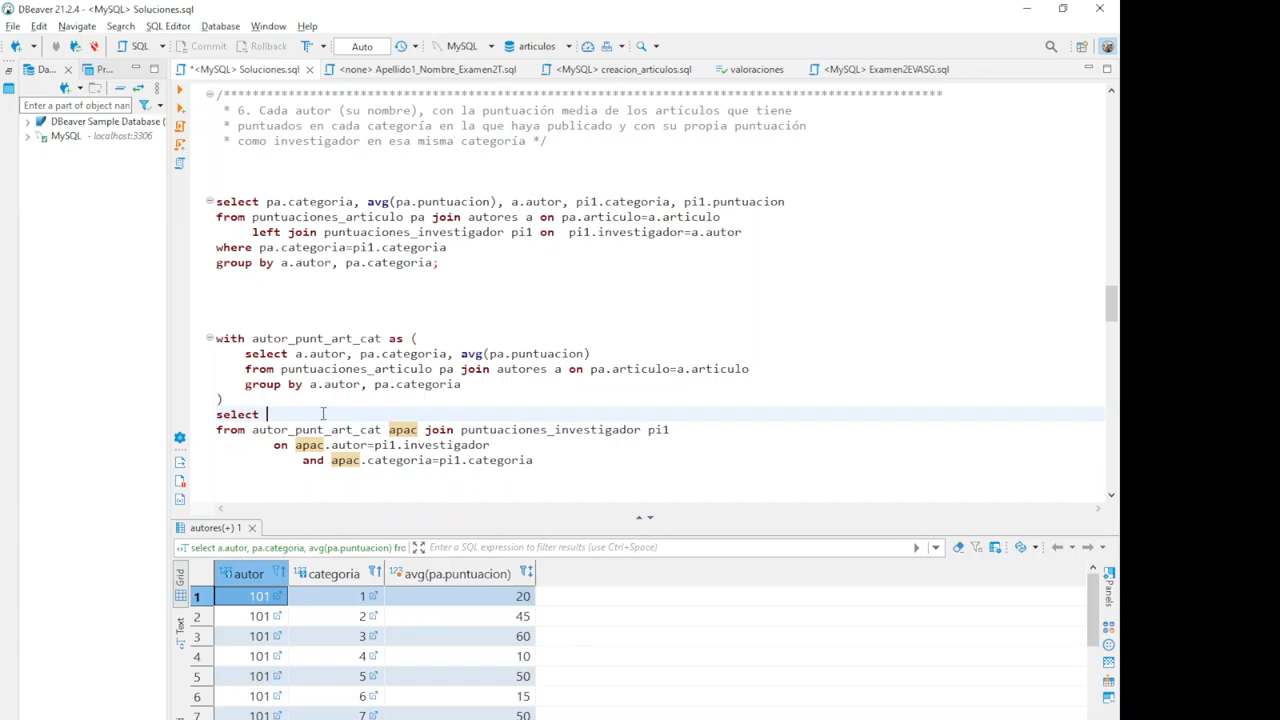 DBeaver 21.2.4 - <MySQL> Soluciones.sql
File Edit Navigate Search SQL Editor Database Window Help
SQL Commit Rollback Auto MySQL articulos
Da... Pr... *<MySQL> Soluciones.sql <none> Apellido1_Nombre_Examen2T.sql <MySQL> creacion_articulos.sql valoraciones <MySQL> Examen2EVASG.sql
Enter a part of object nan
DBeaver Sample Database (
MySQL - localhost:3306
* 6. Cada autor (su nombre), con la puntuación media de los artículos que tiene
* puntuados en cada categoría en la que haya publicado y con su propia puntuación
* como investigador en esa misma categoría */
select pa.categoria, avg(pa.puntuacion), a.autor, pi1.categoria, pi1.puntuacion
from puntuaciones_articulo pa join autores a on pa.articulo=a.articulo
left join puntuaciones_investigador pi1 on pi1.investigador=a.autor
where pa.categoria=pi1.categoria
group by a.autor, pa.categoria;
with autor_punt_art_cat as (
select a.autor, pa.categoria, avg(pa.puntuacion)
from puntuaciones_articulo pa join autores a on pa.articulo=a.articulo
group by a.autor, pa.categoria
)
select
from autor_punt_art_cat apac join puntuaciones_investigador pi1
on apac.autor=pi1.investigador
and apac.categoria=pi1.categoria
autores(+) 1
select a.autor, pa.categoria, avg(pa.puntuacion) fro Enter a SQL expression to filter results (use Ctrl+Space)
Grid
Text
Panels
autor categoria avg(pa.puntuacion)
1 101 1 20
2 101 2 45
3 101 3 60
4 101 4 10
5 101 5 50
6 101 6 15
7 101 7 50